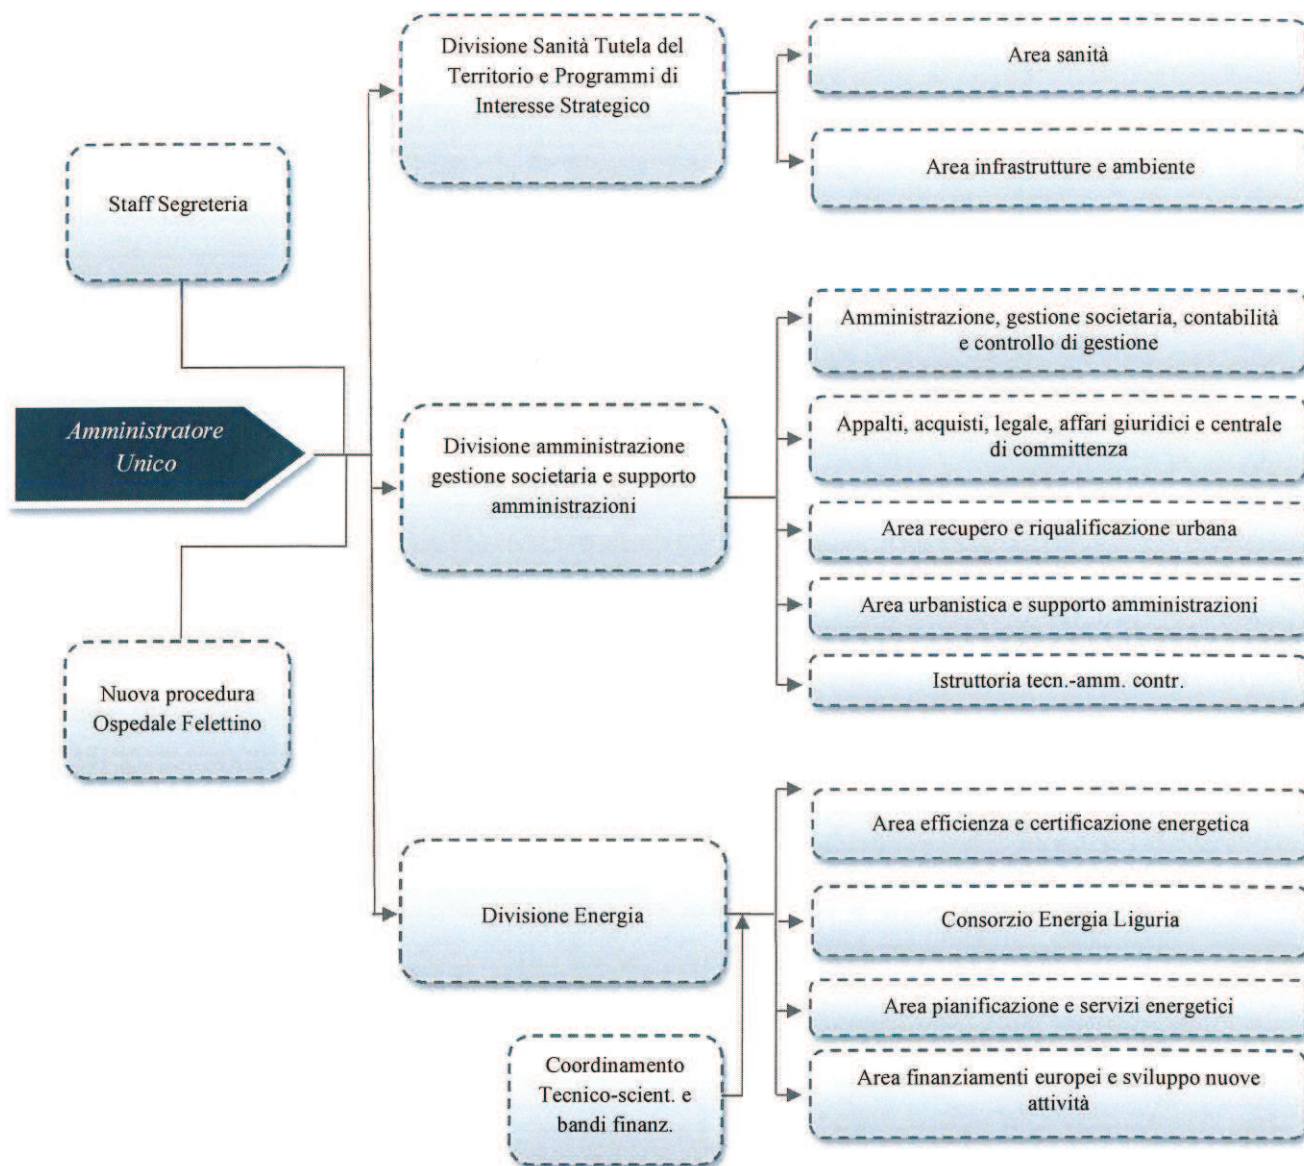 Divisione Sanità Tutela del
Territorio e Programmi di
Interesse Strategico
Area sanità
Area infrastrutture e ambiente
Staff Segreteria
Amministratore
Unico
Nuova procedura
Ospedale Felettino
Divisione amministrazione
gestione societaria e supporto
amministrazioni
Amministrazione, gestione societaria, contabilità
e controllo di gestione
Appalti, acquisti, legale, affari giuridici e centrale
di committenza
Area recupero e riqualificazione urbana
Area urbanistica e supporto amministrazioni
Istruttoria tecn.-amm. contr.
Divisione Energia
Coordinamento
Tecnico-scient. e
bandi finanz.
Area efficienza e certificazione energetica
Consorzio Energia Liguria
Area pianificazione e servizi energetici
Area finanziamenti europei e sviluppo nuove
attività